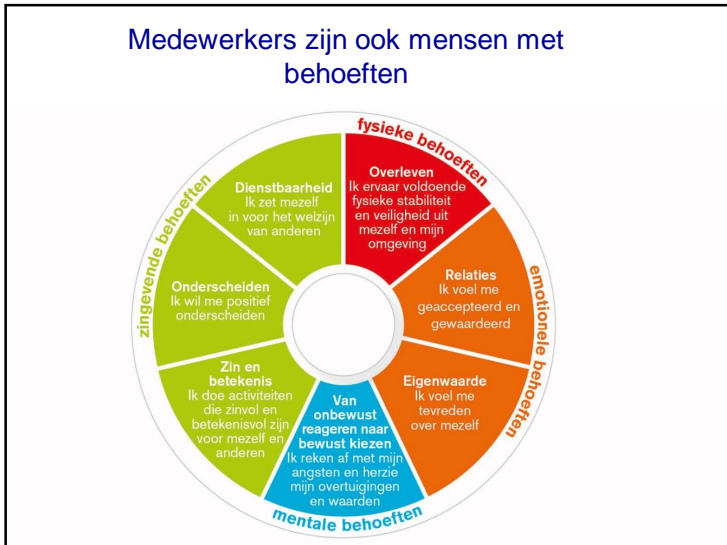 Medewerkers zijn ook mensen met
behoeften
fysieke behoeften
Overleven
Ik ervaar voldoende
fysieke stabiliteit
en veiligheid uit
mezelf en mijn
omgeving
emotionele behoeften
Relaties
Ik voel me
geaccepteerd en
gewaardeerd
Eigenwaarde
Ik voel me
tevreden
over mezelf
mentale behoeften
Van
onbewust
reageren naar
bewust kiezen
Ik reken af met mijn
angsten en herzie
mijn overtuigingen
en waarden
zingevende behoeften
Zin en
betekenis
Ik doe activiteiten
die zinvol en
betekenisvol zijn
voor mezelf en
anderen
Onderscheiden
Ik wil me positief
onderscheiden
Dienstbaarheid
Ik zet mezelf
in voor het welzijn
van anderen